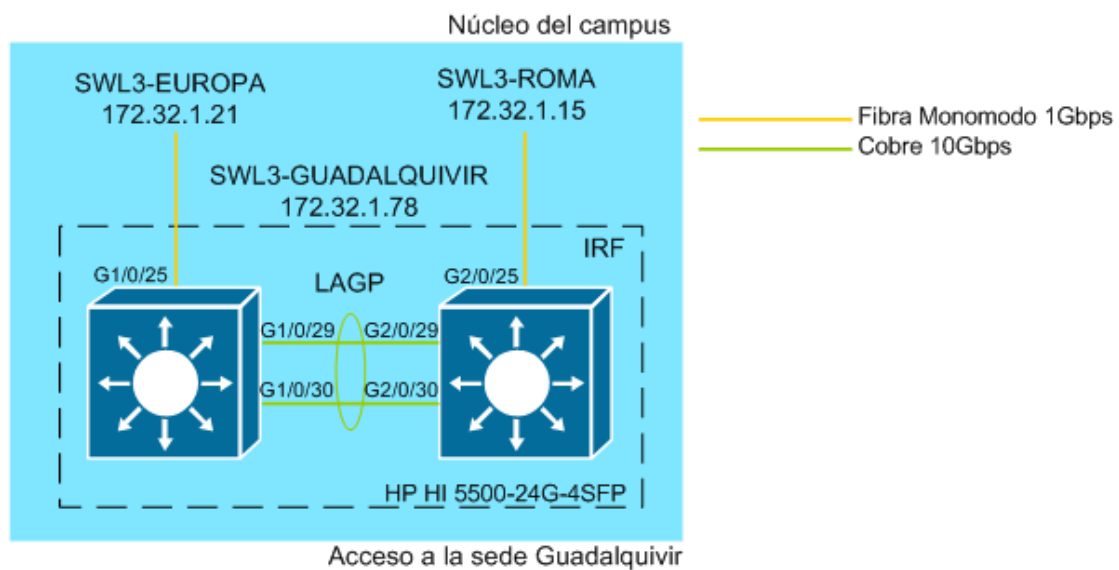 Núcleo del campus
SWL3-EUROPA
172.32.1.21
SWL3-ROMA
172.32.1.15
Fibra Monomodo 1Gbps
Cobre 10Gbps
SWL3-GUADALQUIVIR
172.32.1.78
IRF
G1/0/25
LAGP
G2/0/25
G1/0/29
G2/0/29
G1/0/30
G2/0/30
HP HI 5500-24G-4SFP
Acceso a la sede Guadalquivir